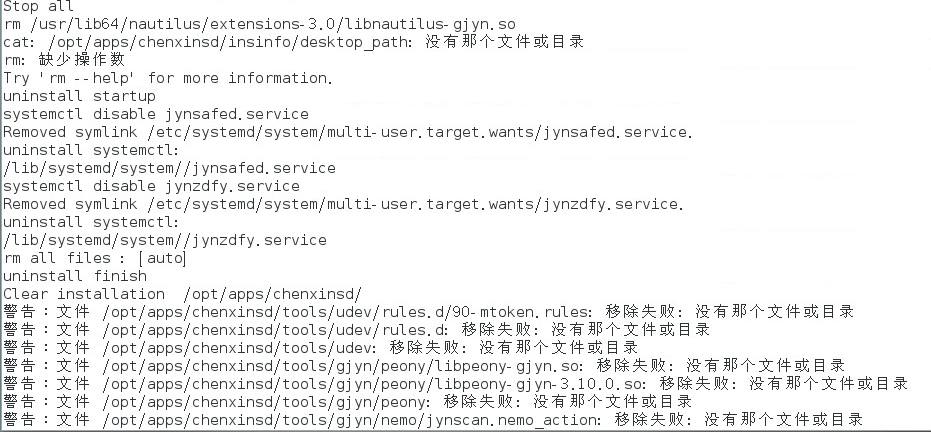 Stop all
rm /usr/lib64/nautilus/extensions-3.0/libnautilus-gjyn.so
cat: /opt/apps/chenxinsd/insinfo/desktop_path: 没有那个文件或目录
rm: 缺少操作数
Try 'rm --help' for more information.
uninstall startup
systemctl disable jynsafed.service
Removed symlink /etc/systemd/system/multi-user.target.wants/jynsafed.service.
uninstall systemctl:
/lib/systemd/system//jynsafed.service
systemctl disable jynzdfy.service
Removed symlink /etc/systemd/system/multi-user.target.wants/jynzdfy.service.
uninstall systemctl:
/lib/systemd/system//jynzdfy.service
rm all files : [auto]
uninstall finish
Clear installation  /opt/apps/chenxinsd/
警告：文件 /opt/apps/chenxinsd/tools/udev/rules.d/90-mtoken.rules: 移除失败: 没有那个文件或目录
警告：文件 /opt/apps/chenxinsd/tools/udev/rules.d: 移除失败: 没有那个文件或目录
警告：文件 /opt/apps/chenxinsd/tools/udev: 移除失败: 没有那个文件或目录
警告：文件 /opt/apps/chenxinsd/tools/gjyn/peony/libpeony-gjyn.so: 移除失败: 没有那个文件或目录
警告：文件 /opt/apps/chenxinsd/tools/gjyn/peony/libpeony-gjyn-3.10.0.so: 移除失败: 没有那个文件或目录
警告：文件 /opt/apps/chenxinsd/tools/gjyn/peony: 移除失败: 没有那个文件或目录
警告：文件 /opt/apps/chenxinsd/tools/gjyn/nemo/jynscan.nemo_action: 移除失败: 没有那个文件或目录